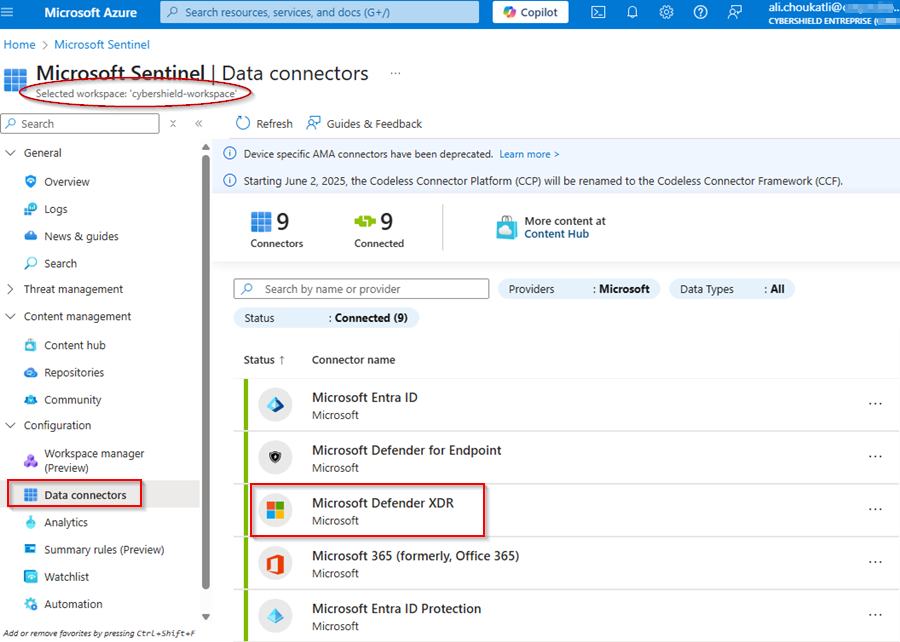 Microsoft Azure
Search resources, services, and docs (G+/)
Copilot
ali.choukatli@
CYBERSHIELD ENTREPRISE (
Home > Microsoft Sentinel
Microsoft Sentinel | Data connectors ...
Selected workspace: 'cybershield-workspace'
Search
Refresh
Guides & Feedback
General
Overview
Logs
News & guides
Search
Threat management
Content management
Content hub
Repositories
Community
Configuration
Workspace manager
(Preview)
Data connectors
Analytics
Summary rules (Preview)
Watchlist
Automation
Add or remove favorites by pressing Ctrl+Shift+F
Device specific AMA connectors have been deprecated. Learn more >
Starting June 2, 2025, the Codeless Connector Platform (CCP) will be renamed to the Codeless Connector Framework (CCF).
9
Connectors
9
Connected
More content at
Content Hub
Search by name or provider
Providers : Microsoft
Data Types : All
Status : Connected (9)
Status ↑ Connector name
Microsoft Entra ID
Microsoft
Microsoft Defender for Endpoint
Microsoft
Microsoft Defender XDR
Microsoft
Microsoft 365 (formerly, Office 365)
Microsoft
Microsoft Entra ID Protection
Microsoft